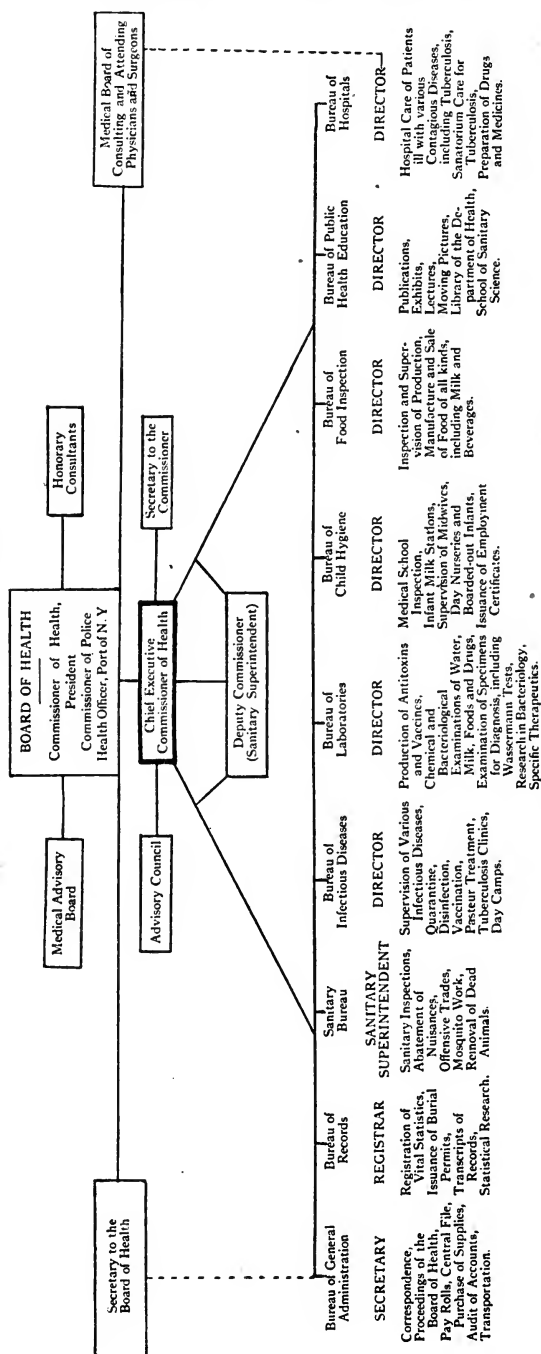 BOARD OF HEALTH
Commissioner of Health,
President
Commissioner of Police
Health Officer, Port of N. Y
Medical Advisory
Board
Honorary
Consultants
Secretary to the
Board of Health
Medical Board of
Consulting and Attending
Physicians and Surgeons
Advisory Council
Chief Executive
Commissioner of Health
Secretary to the
Commissioner
Deputy Commissioner
(Sanitary Superintendent)
Bureau of General
Administration
SECRETARY
Correspondence,
Proceedings of the
Board of Health,
Pay Rolls, Central File,
Purchase of Supplies,
Audit of Accounts,
Transportation.
Bureau of
Records
REGISTRAR
Registration of
Vital Statistics,
Issuance of Burial
Permits,
Transcripts of
Records,
Statistical Research.
Sanitary
Bureau
SANITARY
SUPERINTENDENT
Sanitary Inspections,
Abatement of
Nuisances,
Offensive Trades,
Mosquito Work,
Removal of Dead
Animals.
Bureau of
Infectious Diseases
DIRECTOR
Supervision of Various
Infectious Diseases,
Quarantine,
Disinfection,
Vaccination,
Pasteur Treatment,
Tuberculosis Clinics,
Day Camps.
Bureau of
Laboratories
DIRECTOR
Production of Antitoxins
and Vaccines.
Chemical and
Bacteriological
Examinations of Water,
Milk, Foods and Drugs,
Examination of Specimens
for Diagnosis, including
Wassermann Tests,
Research in Bacteriology,
Specific Therapeutics.
Bureau of
Child Hygiene
DIRECTOR
Medical School
Inspection,
Infant Milk Stations,
Supervision of Midwives,
Day Nurseries and
Boarded-out Infants,
Issuance of Employment
Certificates.
Bureau of
Food Inspection
DIRECTOR
Inspection and Super-
vision of Production,
Manufacture and Sale
of Food of all kinds,
including Milk and
Beverages.
Bureau of Public
Health Education
DIRECTOR
Publications,
Exhibits,
Lectures,
Moving Pictures,
Library of the De-
partment of Health,
School of Sanitary
Science.
Bureau of
Hospitals
DIRECTOR
Hospital Care of Patients
ill with various
Contagious Diseases,
including Tuberculosis,
Sanatorium Care for
Tuberculosis,
Preparation of Drugs
and Medicines.